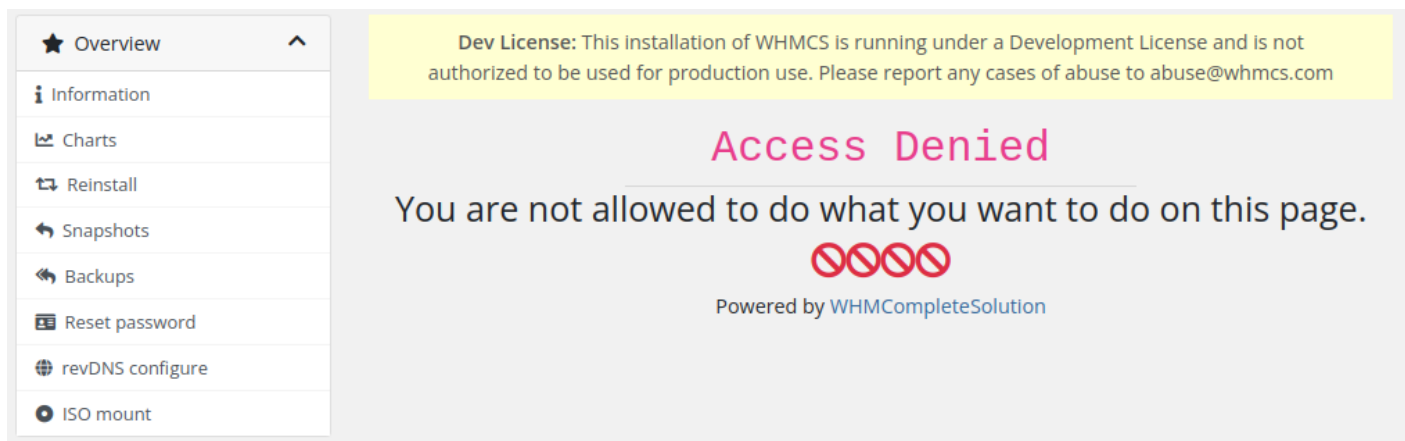 Overview
Information
Charts
Reinstall
Snapshots
Backups
Reset password
revDNS configure
ISO mount
Dev License: This installation of WHMCS is running under a Development License and is not
authorized to be used for production use. Please report any cases of abuse to abuse@whmcs.com
Access Denied
You are not allowed to do what you want to do on this page.
Powered by WHMCompleteSolution